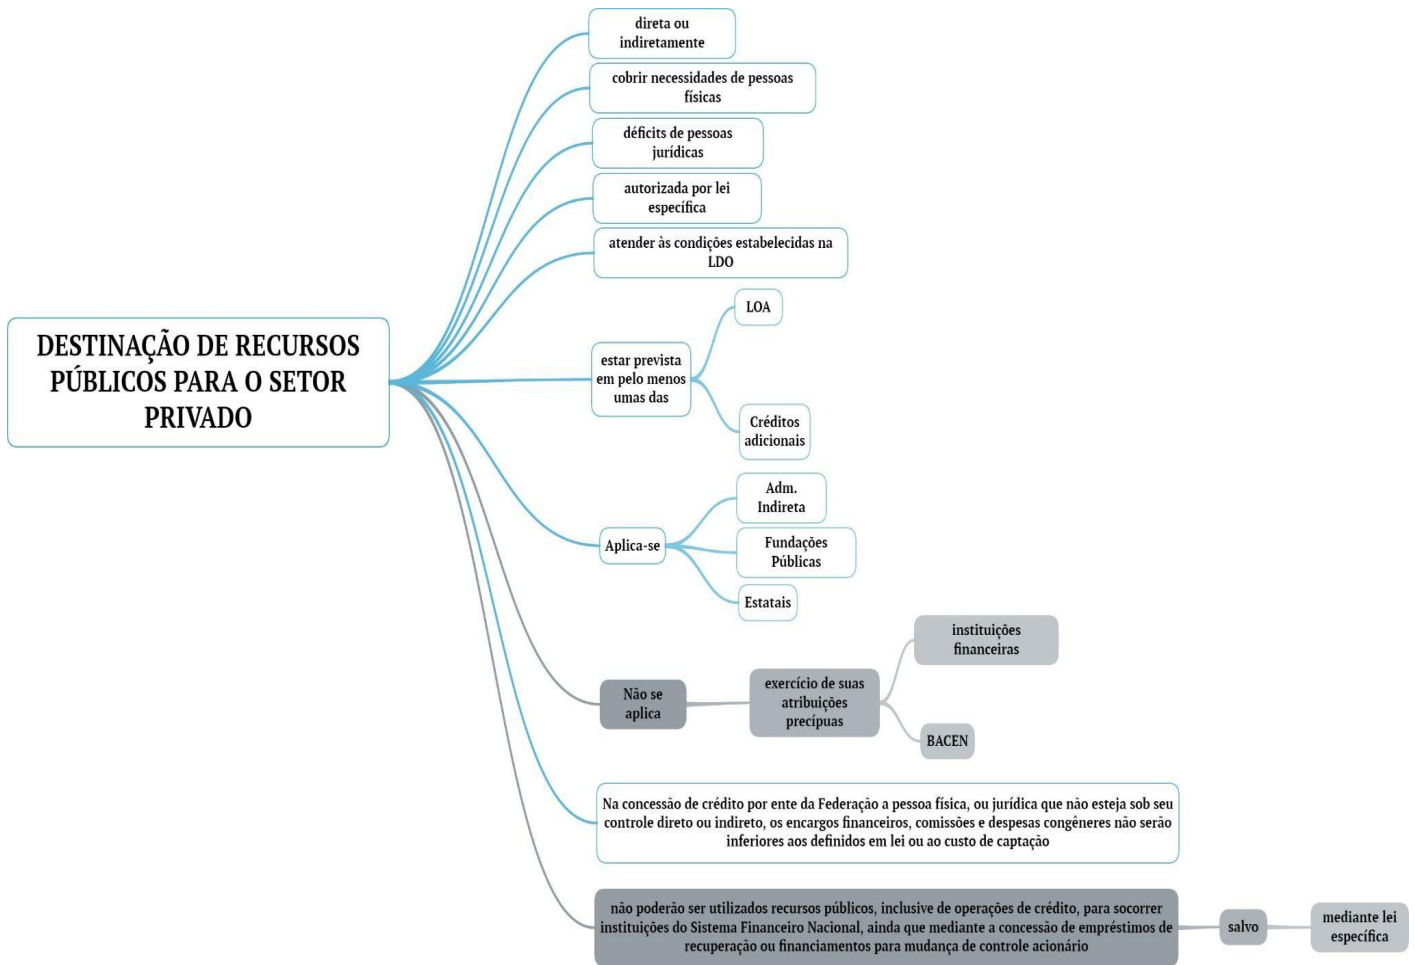 DESTINAÇÃO DE RECURSOS
PÚBLICOS PARA O SETOR
PRIVADO
direta ou
indiretamente
cobrir necessidades de pessoas
físicas
déficits de pessoas
jurídicas
autorizada por lei
específica
atender às condições estabelecidas na
LDO
estar prevista
em pelo menos
umas das
LOA
Créditos
adicionais
Aplica-se
Adm.
Indireta
Fundações
Públicas
Estatais
Não se
aplica
exercício de suas
atribuições
precípuas
instituições
financeiras
BACEN
Na concessão de crédito por ente da Federação a pessoa física, ou jurídica que não esteja sob seu
controle direto ou indireto, os encargos financeiros, comissões e despesas congêneres não serão
inferiores aos definidos em lei ou ao custo de captação
não poderão ser utilizados recursos públicos, inclusive de operações de crédito, para socorrer
instituições do Sistema Financeiro Nacional, ainda que mediante a concessão de empréstimos de
recuperação ou financiamentos para mudança de controle acionário
salvo
mediante lei
específica